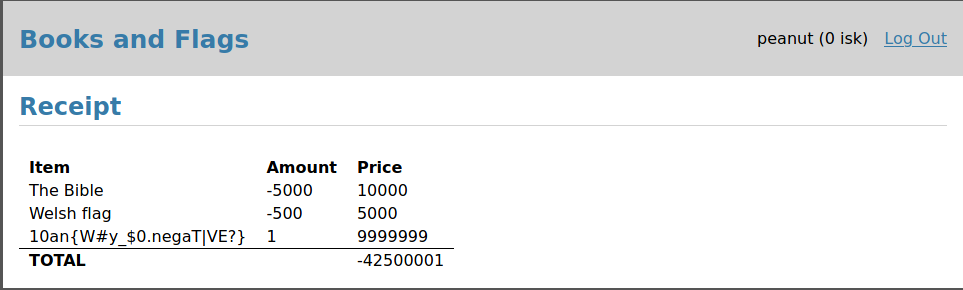 Books and Flags
peanut (0 isk) Log Out
Receipt
Item Amount Price
The Bible -5000 10000
Welsh flag -500 5000
10an{W#y_$0.negaT|VE?} 1 9999999
TOTAL -42500001